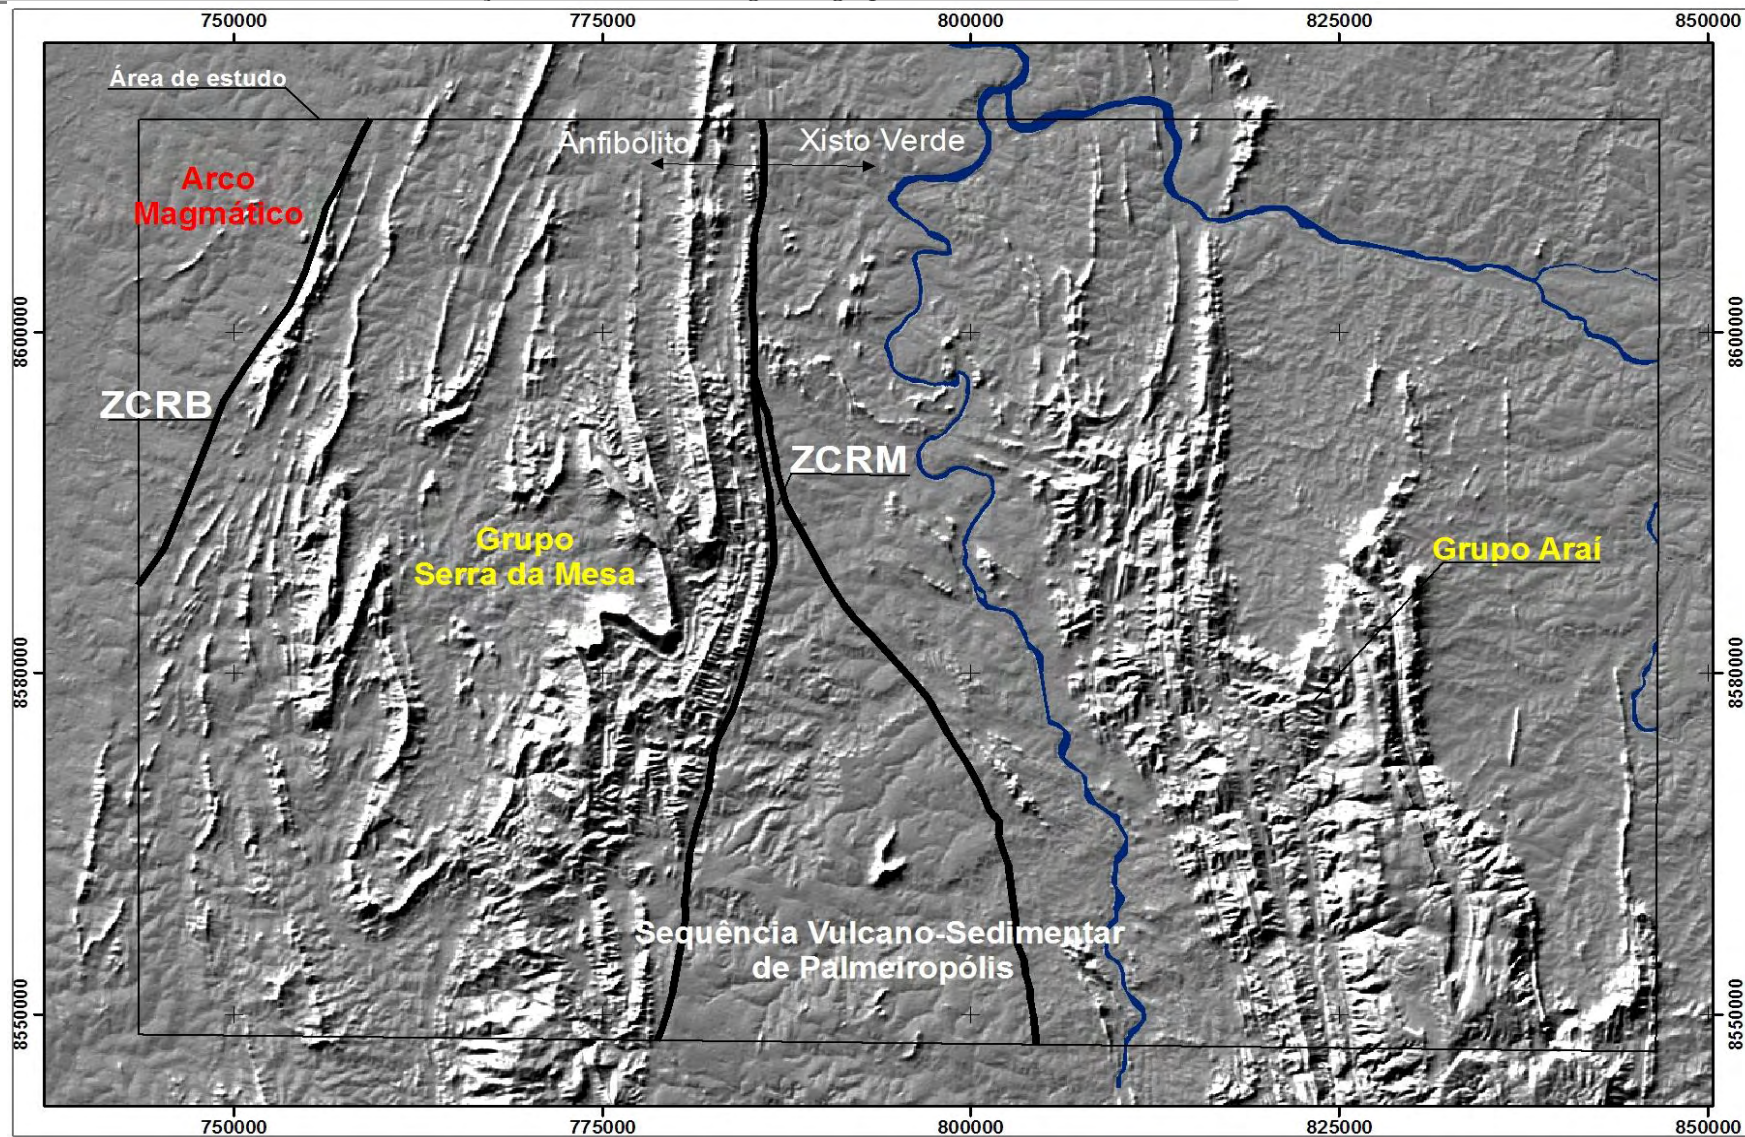 750000 775000 800000 825000 850000
Área de estudo
Anfibolito
Xisto Verde
Arco
Magmático
8600000
8600000
ZCRB
ZCRM
Grupo
Serra da Mesa
Grupo Araí
8580000
8580000
Sequência Vulcano-Sedimentar
de Palmeiropólis
8550000
8550000
750000 775000 800000 825000 850000